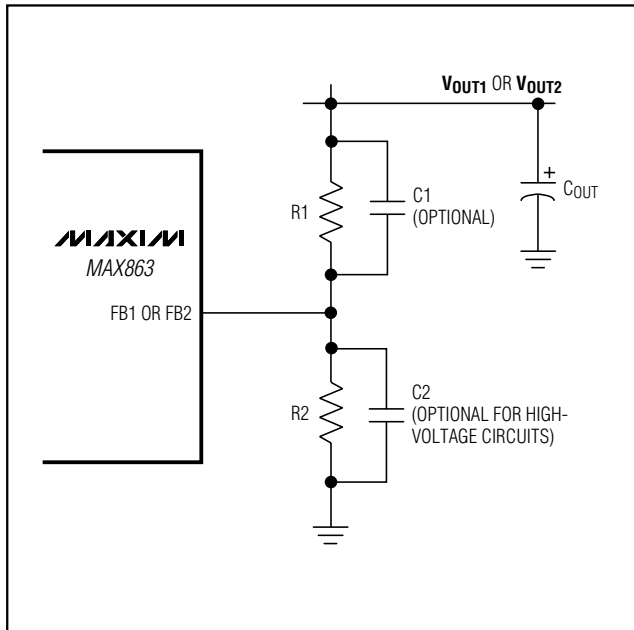 VOUT1 OR VOUT2
+
COUT
C1
(OPTIONAL)
R1
MAXIM
MAX863
FB1 OR FB2
C2
(OPTIONAL FOR HIGH-
VOLTAGE CIRCUITS)
R2